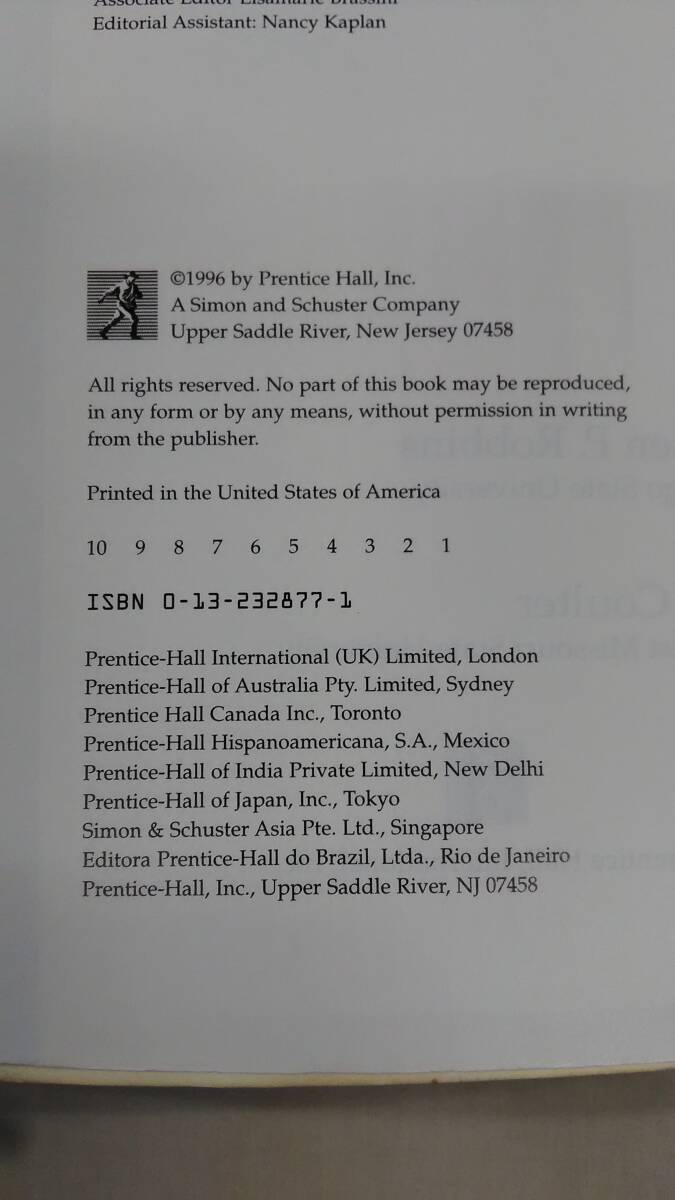 Editorial Assistant: Nancy Kaplan
©1996 by Prentice Hall, Inc.
A Simon and Schuster Company
Upper Saddle River, New Jersey 07458
All rights reserved. No part of this book may be reproduced,
in any form or by any means, without permission in writing
from the publisher.
Printed in the United States of America
10 9 8 7 6 5 4 3 2 1
ISBN 0-13-232877-1
Prentice-Hall International (UK) Limited, London
Prentice-Hall of Australia Pty. Limited, Sydney
Prentice Hall Canada Inc., Toronto
Prentice-Hall Hispanoamericana, S.A., Mexico
Prentice-Hall of India Private Limited, New Delhi
Prentice-Hall of Japan, Inc., Tokyo
Simon & Schuster Asia Pte. Ltd., Singapore
Editora Prentice-Hall do Brazil, Ltda., Rio de Janeiro
Prentice-Hall, Inc., Upper Saddle River, NJ 07458